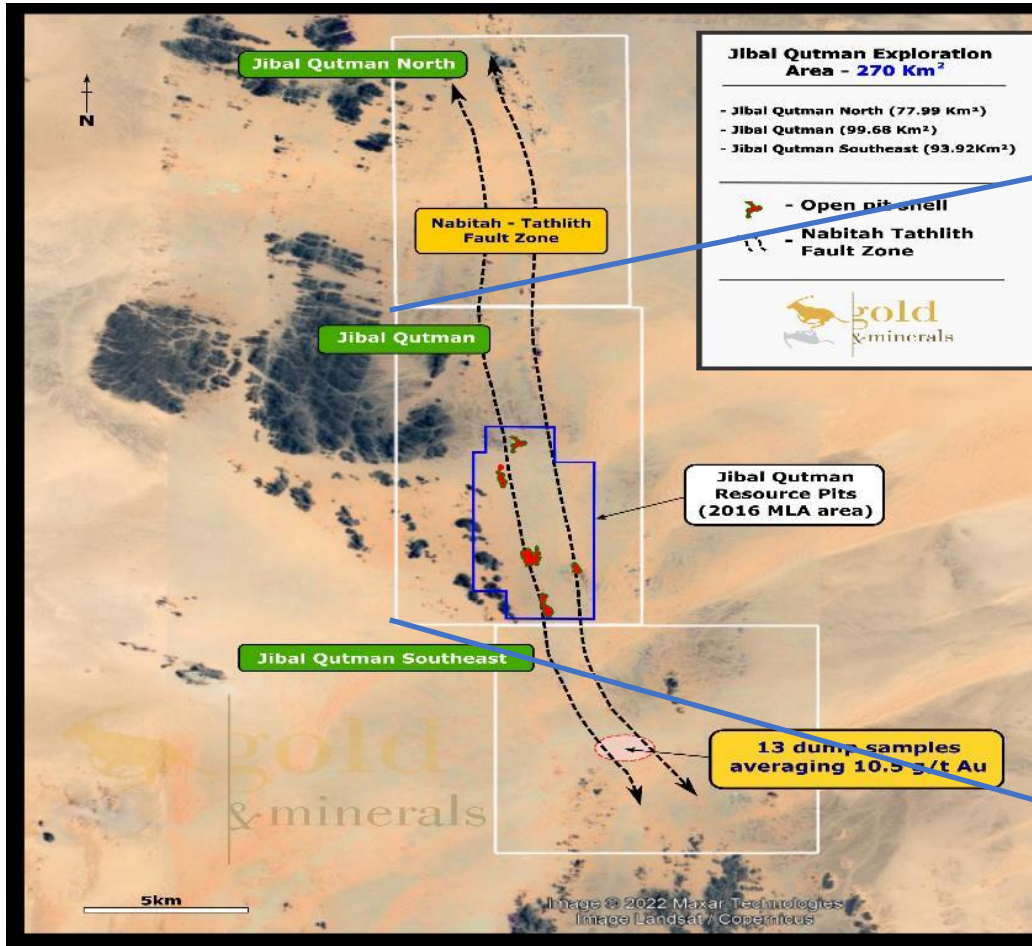 Jibal Qutman North
N
Nabitah - Tathlith
Fault Zone
Jibal Qutman
Jibal Qutman
Resource Pits
(2016 MLA area)
Jibal Qutman Southeast
13 dump samples
averaging 10.5 g/t Au
gold
& minerals
5km
Image © 2022 Maxar Technologies
Image Landsat / Copernicus
Jibal Qutman Exploration
Area - 270 Km²
- Jibal Qutman North (77.99 Km²)
- Jibal Qutman (99.68 Km²)
- Jibal Qutman Southeast (93.92Km²)
- Open pit shell
- Nabitah Tathlith
Fault Zone
gold
&minerals